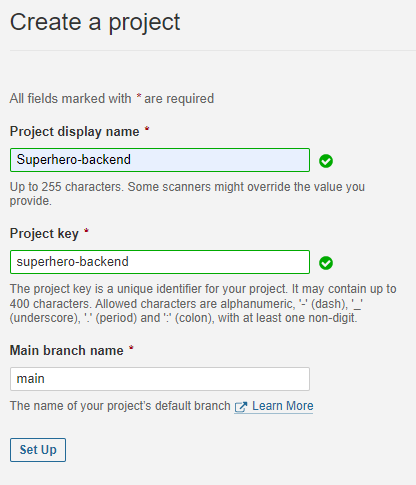 Create a project
All fields marked with * are required
Project display name *
Superhero-backend
Up to 255 characters. Some scanners might override the value you
provide.
Project key *
superhero-backend
The project key is a unique identifier for your project. It may contain up to
400 characters. Allowed characters are alphanumeric, '-' (dash), '_'
(underscore), '.' (period) and ':' (colon), with at least one non-digit.
Main branch name *
main
The name of your project’s default branch Learn More
Set Up